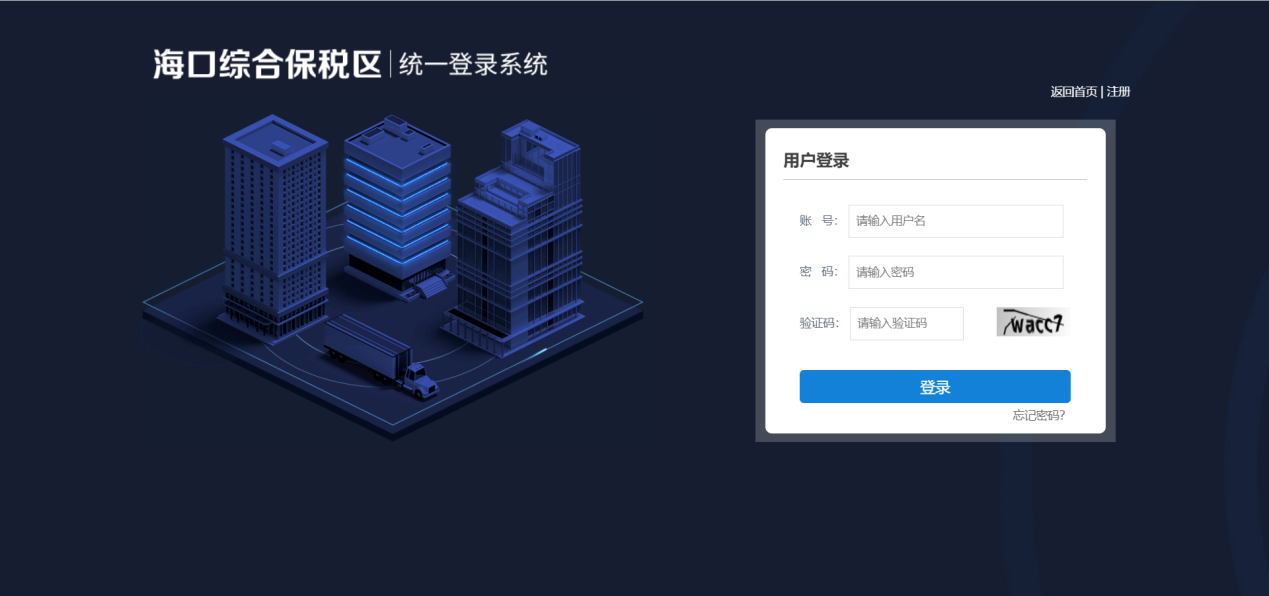 海口综合保税区 | 统一登录系统
返回首页 | 注册
用户登录
账 号： 请输入用户名
密 码： 请输入密码
验证码： 请输入验证码 wacc7
登录
忘记密码?